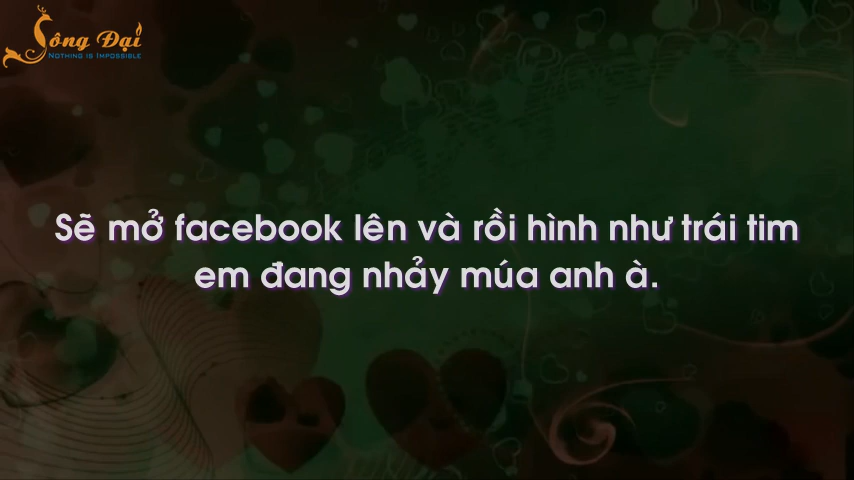 Sông Đại
NOTHING IS IMPOSSIBLE
Sẽ mở facebook lên và rồi hình như trái tim
em đang nhảy múa anh à.